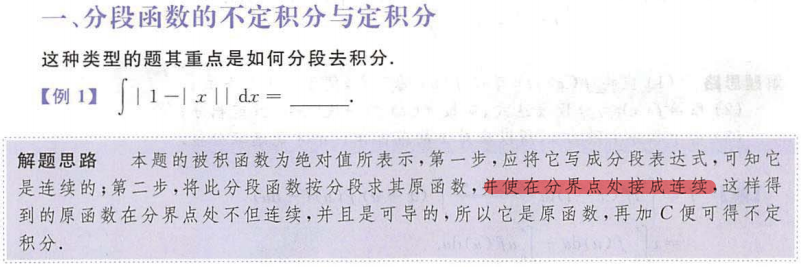 一、分段函数的不定积分与定积分
这种类型的题其重点是如何分段去积分.
【例 1】 ∫ | 1 − | x | | dx = ______.
解题思路 本题的被积函数为绝对值所表示,第一步,应将它写成分段表达式,可知它
是连续的;第二步,将此分段函数按分段求其原函数,并使在分界点处接成连续,这样得
到的原函数在分界点处不但连续,并且是可导的,所以它是原函数,再加 C 便可得不定
积分.